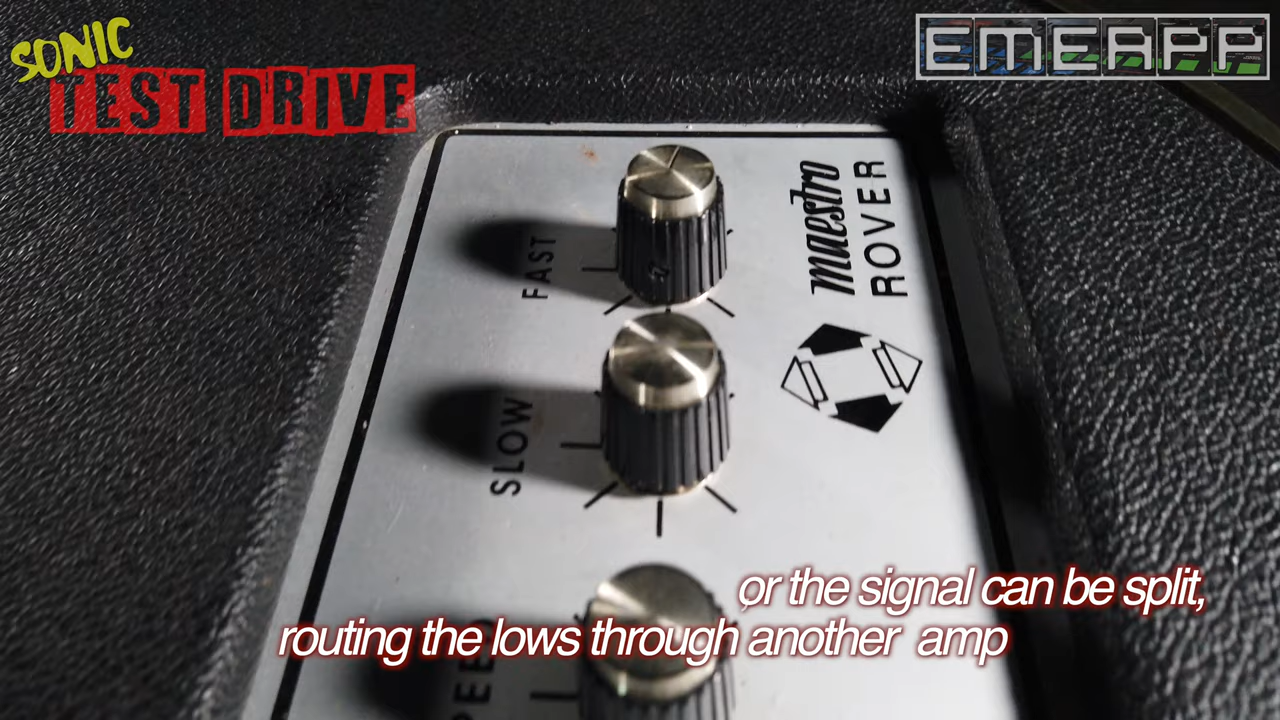 SONIC
TEST DRIVE
EMEAPP
maestro
ROVER
FAST
SLOW
or the signal can be split,
routing the lows through another amp